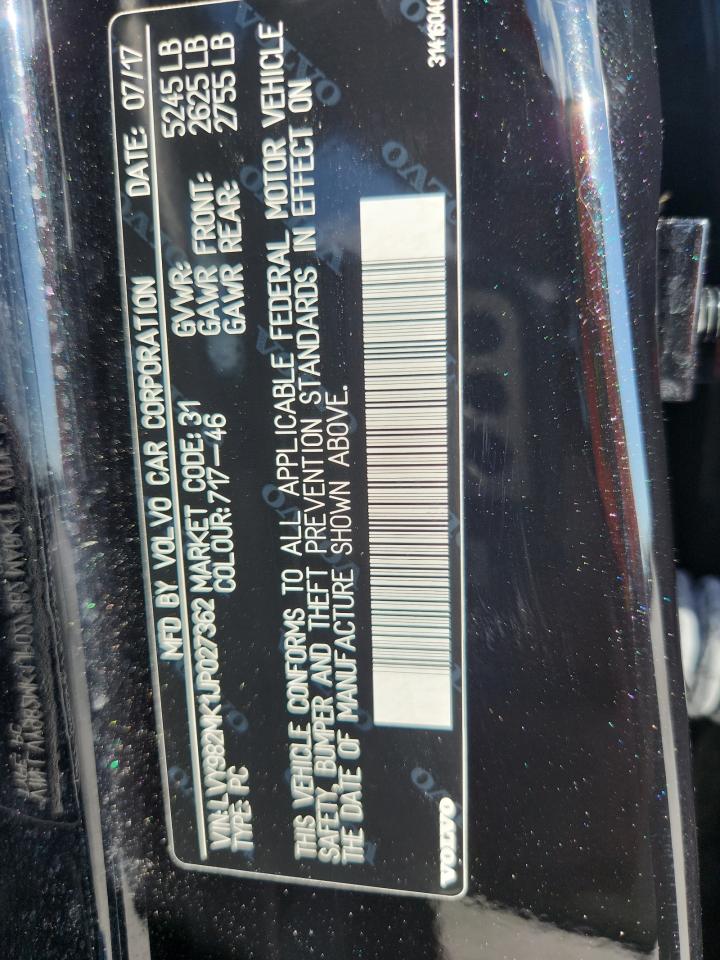 MFD BY VOLVO CAR CORPORATION DATE: 07/17
VIN: LVY982MK1JP027362 MARKET CODE: 31 GVWR: 5245 LB
TYPE: PC COLOUR: 717-46 GAWR FRONT: 2625 LB
GAWR REAR: 2755 LB
THIS VEHICLE CONFORMS TO ALL APPLICABLE FEDERAL MOTOR VEHICLE
SAFETY, BUMPER AND THEFT PREVENTION STANDARDS IN EFFECT ON
THE DATE OF MANUFACTURE SHOWN ABOVE.
VOLVO